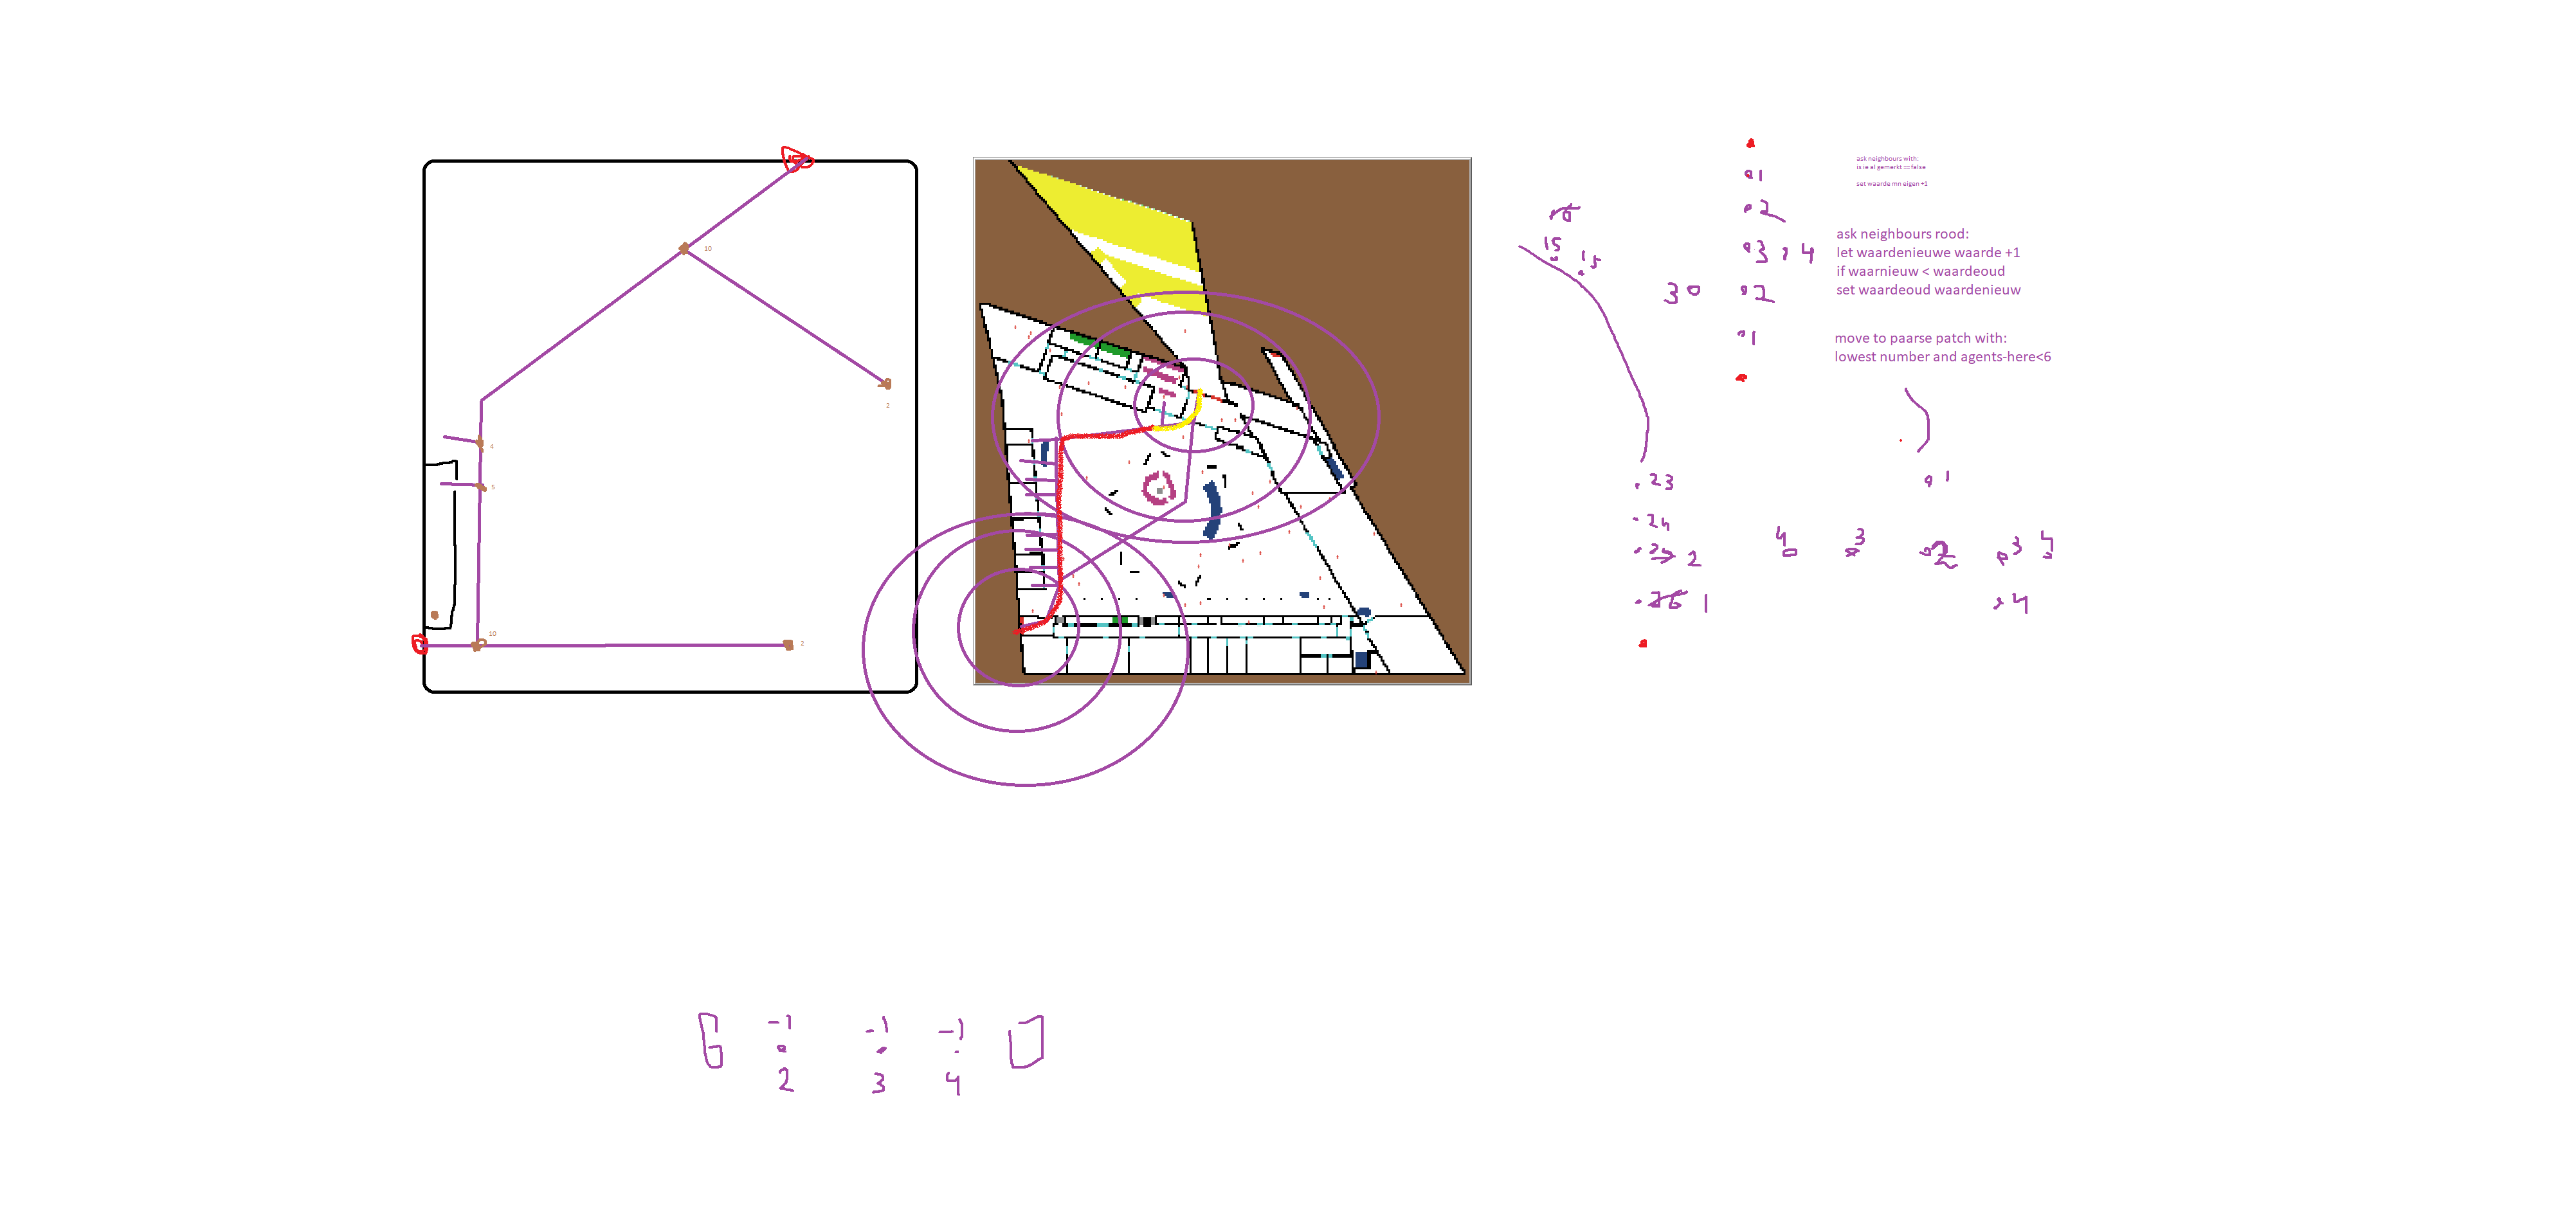 10
2
4
5
10
2
15
15
23
24
2
26 1
1
2
3 4
30 2
1
ask neighbours with:
is ie al gemerkt == false
set waarde mn eigen +1
ask neighbours rood:
let waardenieuwe waarde +1
if waarnieuw < waardeoud
set waardeoud waardenieuw
move to paarse patch with:
lowest number and agents-here<6
1
4 3 2 3 4
4
-1 -1 -1
2 3 4